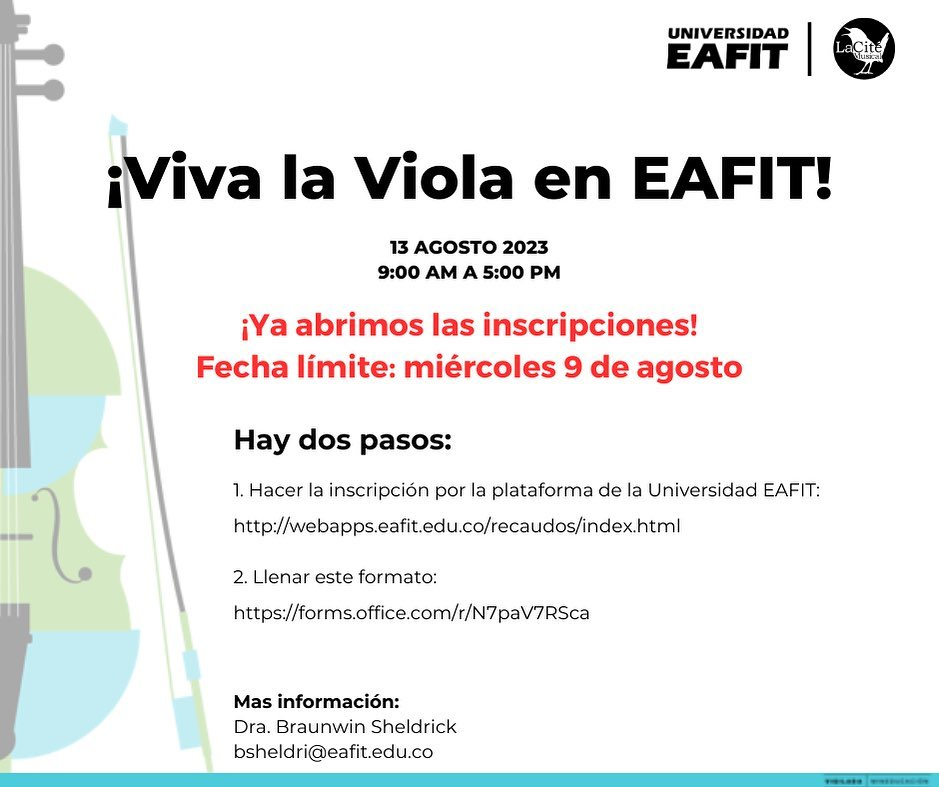 UNIVERSIDAD
EAFIT
LaCité
Musical
¡Viva la Viola en EAFIT!
13 AGOSTO 2023
9:00 AM A 5:00 PM
¡Ya abrimos las inscripciones!
Fecha límite: miércoles 9 de agosto
Hay dos pasos:
1. Hacer la inscripción por la plataforma de la Universidad EAFIT:
http://webapps.eafit.edu.co/recaudos/index.html
2. Llenar este formato:
https://forms.office.com/r/N7paV7RSca
Mas información:
Dra. Braunwin Sheldrick
bsheldri@eafit.edu.co
VIGILADA MINEDUCACIÓN